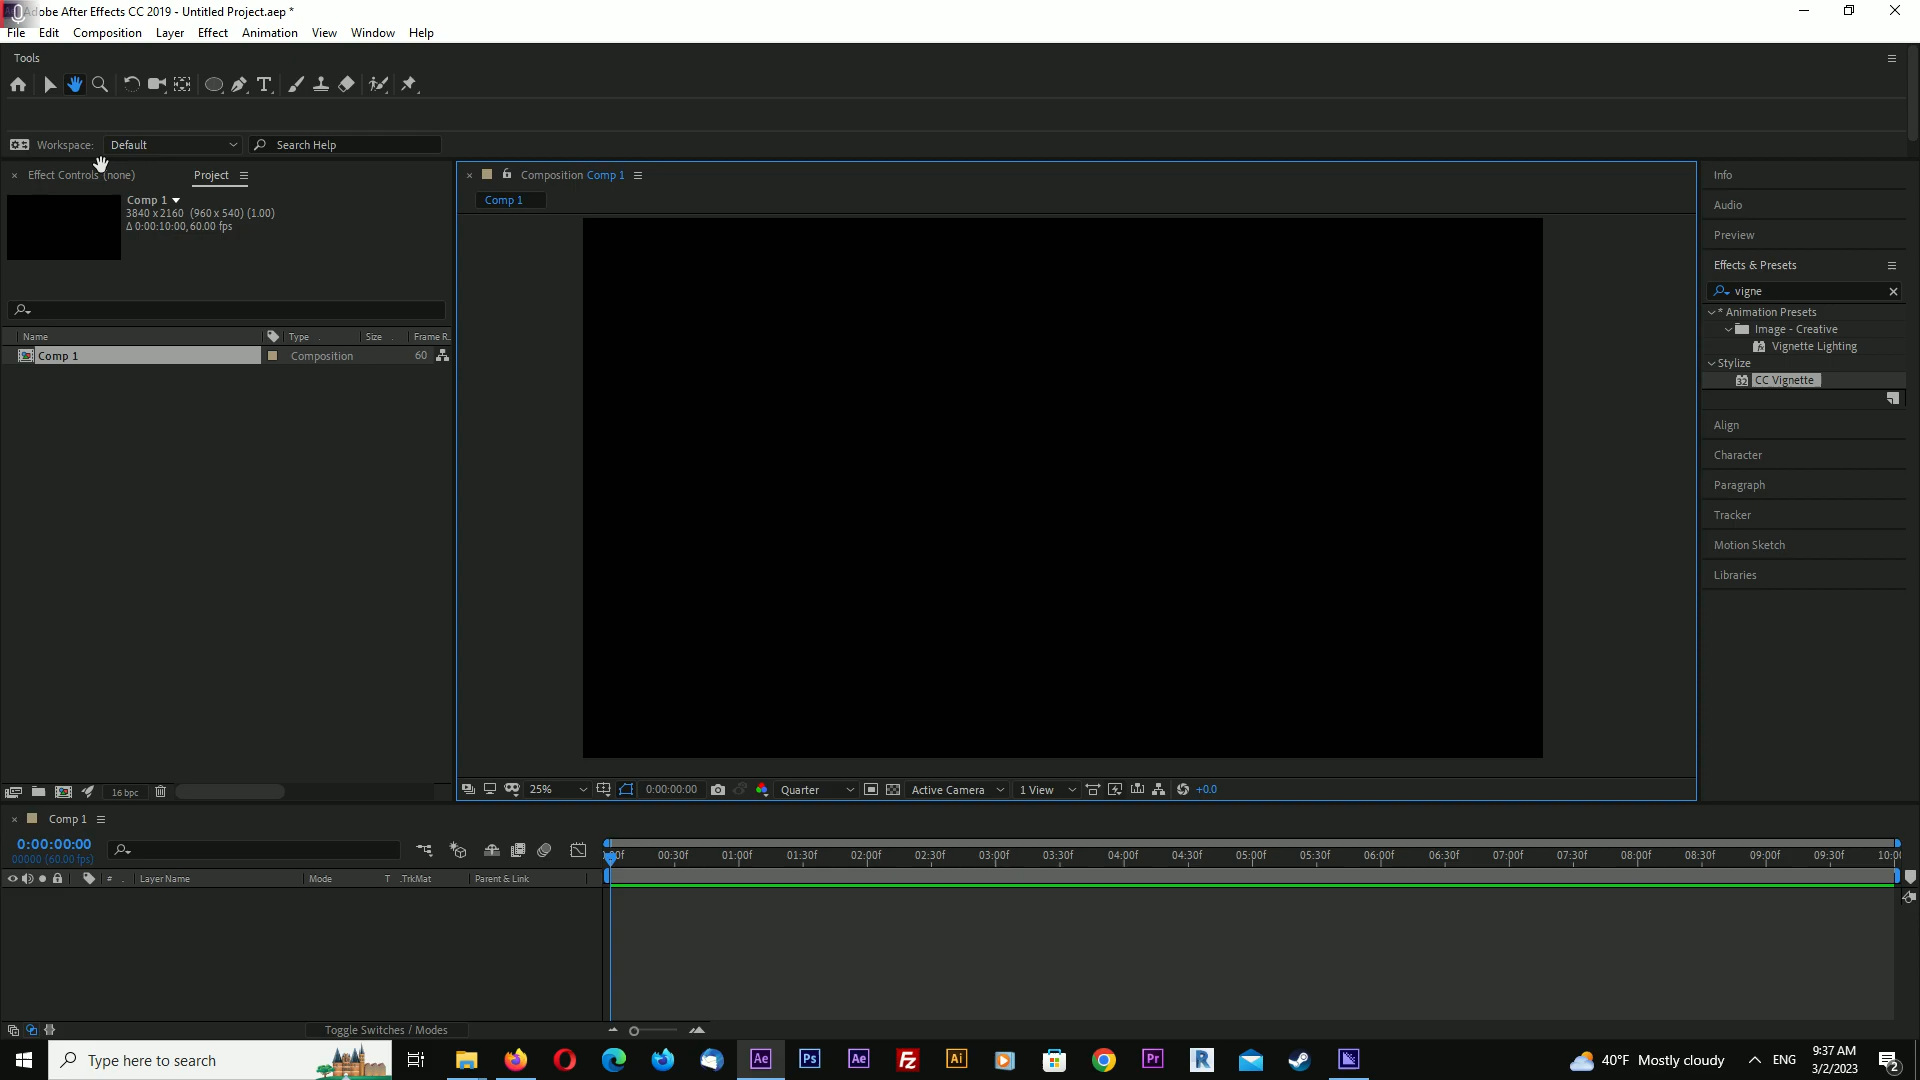 Adobe After Effects CC 2019 - Untitled Project.aep *
File Edit Composition Layer Effect Animation View Window Help
Tools
Workspace: Default Search Help
Effect Controls (none) Project
Comp 1
3840 x 2160 (960 x 540) (1.00)
Δ 0:00:10:00, 60.00 fps
Name Type Size Frame R..
Comp 1 Composition 60
16 bpc
Composition Comp 1
Comp 1
25% 0:00:00:00 Quarter Active Camera 1 View +0.0
Info
Audio
Preview
Effects & Presets
vigne
* Animation Presets
Image - Creative
Vignette Lighting
Stylize
32 CC Vignette
Align
Character
Paragraph
Tracker
Motion Sketch
Libraries
Comp 1
0:00:00:00
00000 (60.00 fps)
00:30f 01:00f 01:30f 02:00f 02:30f 03:00f 03:30f 04:00f 04:30f 05:00f 05:30f 06:00f 06:30f 07:00f 07:30f 08:00f 08:30f 09:00f 09:30f
# Layer Name Mode T .TrkMat Parent & Link
Toggle Switches / Modes
Type here to search
Ae Ps Ae Fz Ai Pr R
40°F Mostly cloudy ENG
9:37 AM
3/2/2023
2